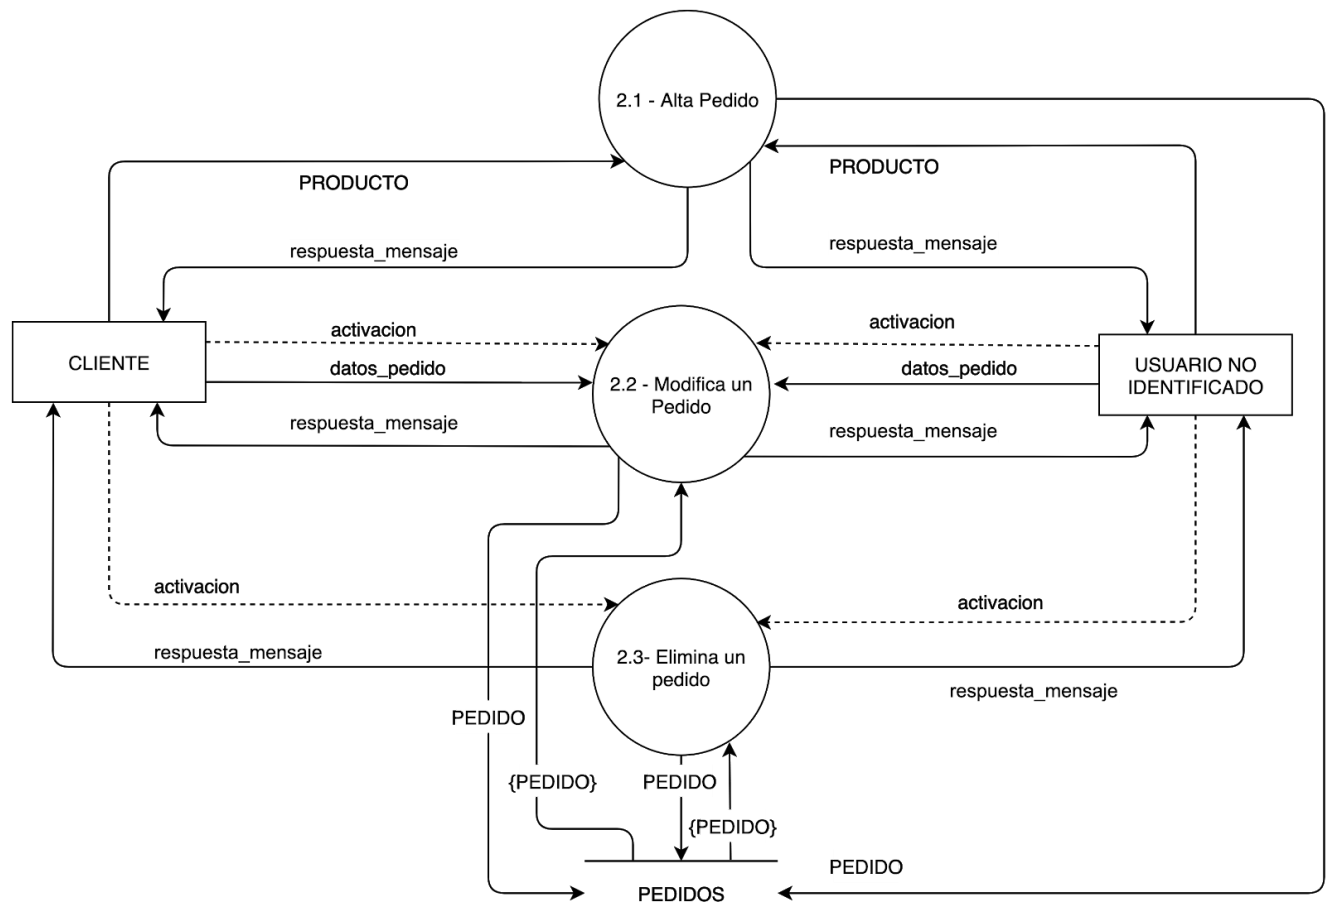 2.1 - Alta Pedido
PRODUCTO
PRODUCTO
respuesta_mensaje
respuesta_mensaje
activacion
activacion
CLIENTE
datos_pedido
datos_pedido
USUARIO NO
IDENTIFICADO
2.2 - Modifica un
Pedido
respuesta_mensaje
respuesta_mensaje
activacion
activacion
respuesta_mensaje
2.3- Elimina un
pedido
respuesta_mensaje
PEDIDO
{PEDIDO}
PEDIDO
{PEDIDO}
PEDIDO
PEDIDOS